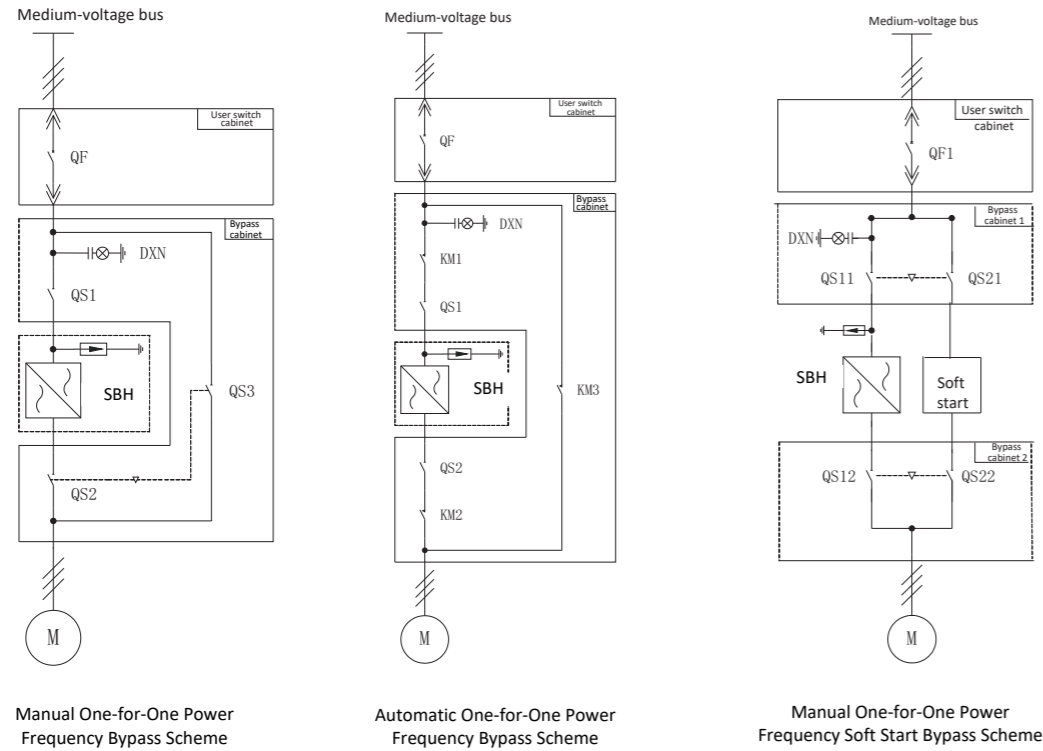 Medium-voltage bus
User switch
cabinet
QF
Bypass
cabinet
DXN
QS1
SBH
QS3
QS2
M
Manual One-for-One Power
Frequency Bypass Scheme
Medium-voltage bus
User switch
cabinet
QF
Bypass
cabinet
DXN
KM1
QS1
SBH
KM3
QS2
KM2
M
Automatic One-for-One Power
Frequency Bypass Scheme
Medium-voltage bus
User switch
cabinet
QF1
Bypass
cabinet 1
DXN
QS11
QS21
SBH
Soft
start
Bypass
cabinet 2
QS12
QS22
M
Manual One-for-One Power
Frequency Soft Start Bypass Scheme